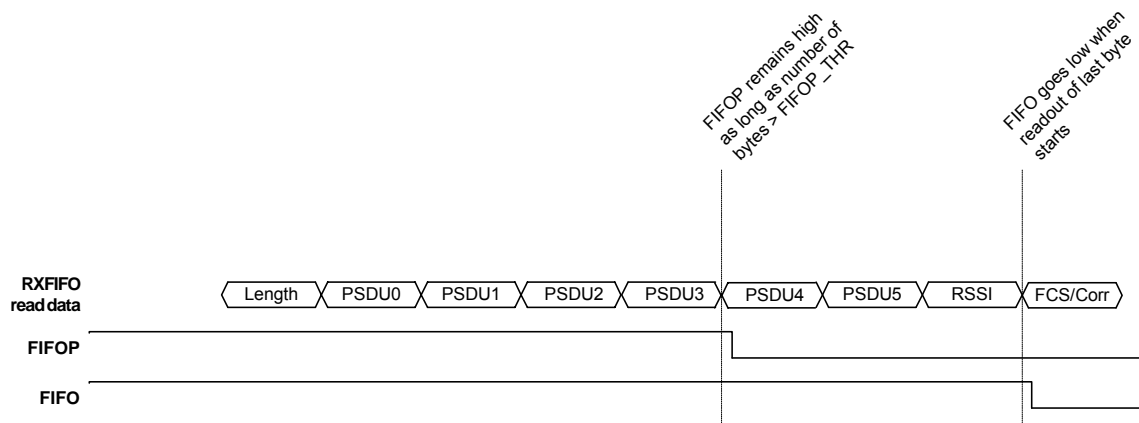 FIFOP remains high
as long as number of
bytes > FIFOP_THR
FIFO goes low when
readout of last byte
starts
RXFIFO
read data
Length PSDU0 PSDU1 PSDU2 PSDU3 PSDU4 PSDU5 RSSI FCS/Corr
FIFOP
FIFO